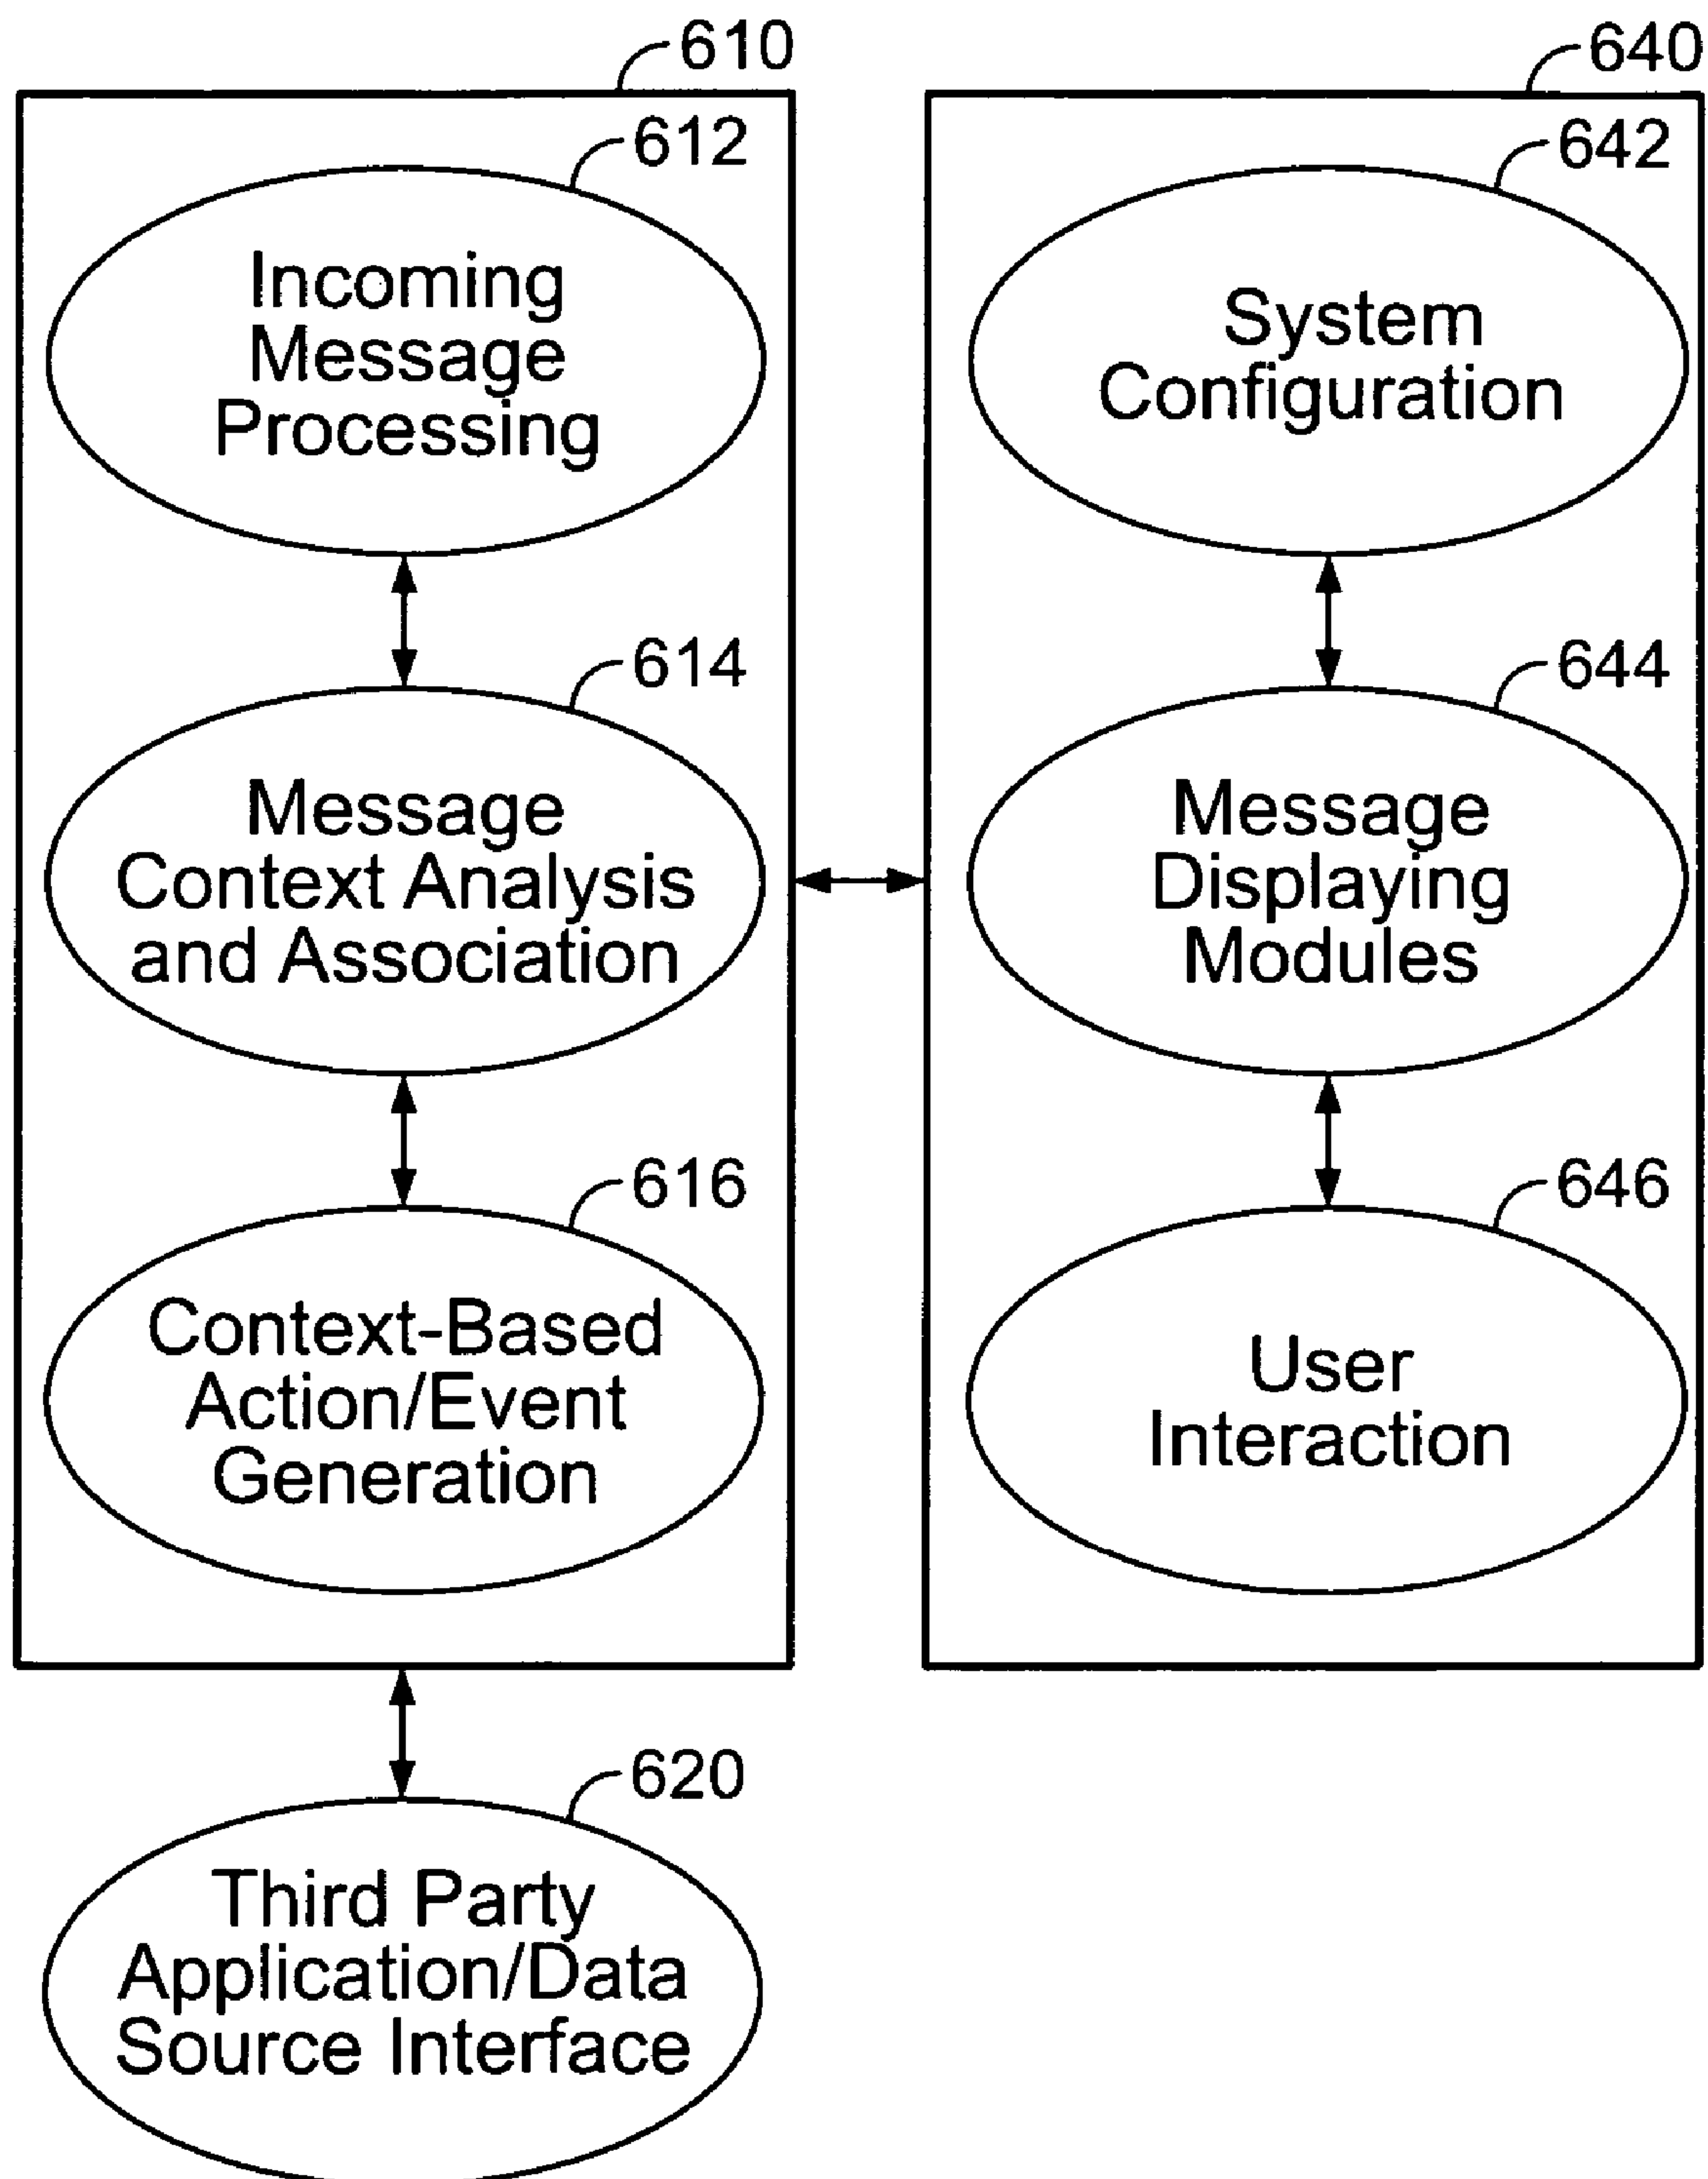 610
612
Incoming
Message
Processing
614
Message
Context Analysis
and Association
616
Context-Based
Action/Event
Generation
620
Third Party
Application/Data
Source Interface
640
642
System
Configuration
644
Message
Displaying
Modules
646
User
Interaction